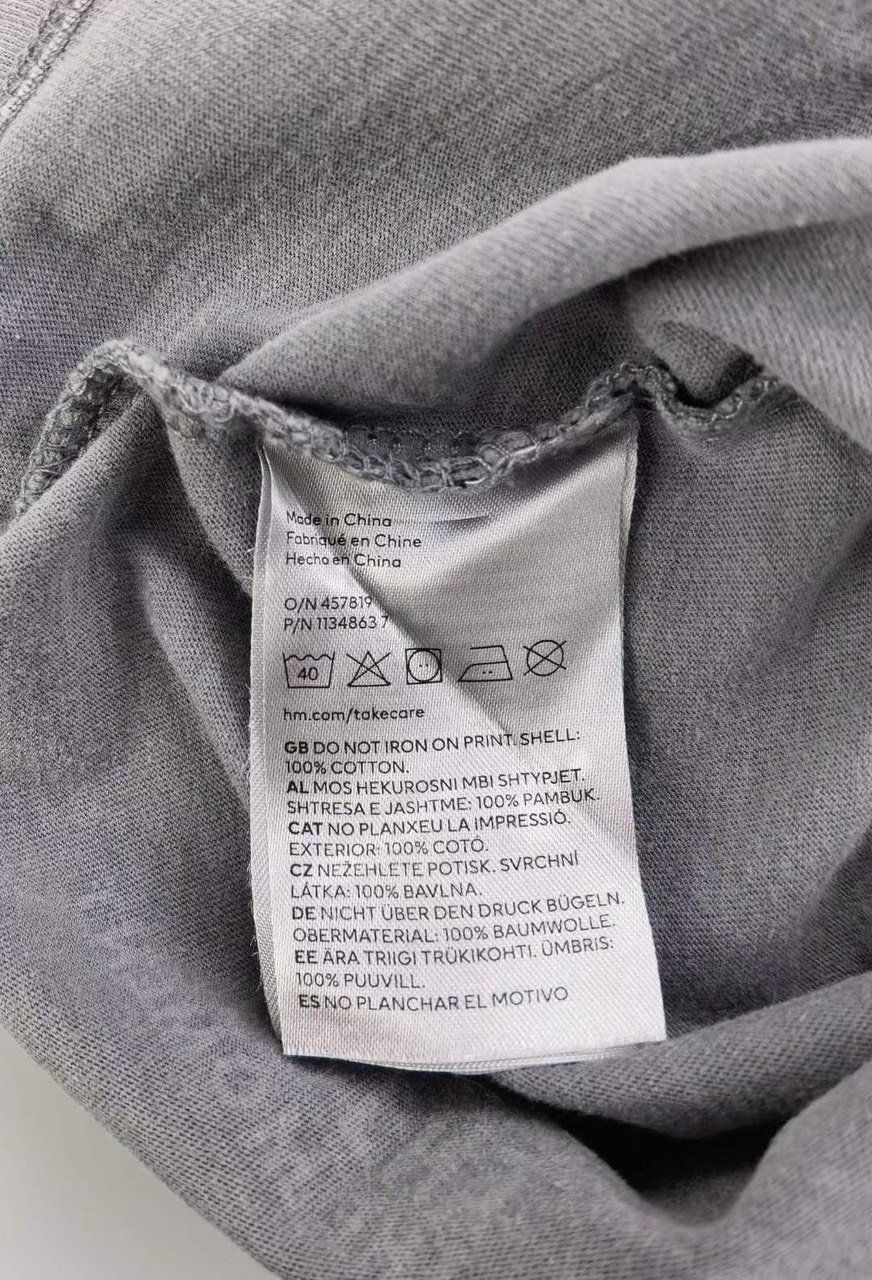 Made in China
Fabriqué en Chine
Hecho en China
O/N 457819
P/N 1134863 7
40
hm.com/takecare
GB DO NOT IRON ON PRINT. SHELL:
100% COTTON.
AL MOS HEKUROSNI MBI SHTYPJET.
SHTRESA E JASHTME: 100% PAMBUK.
CAT NO PLANXEU LA IMPRESSIÓ.
EXTERIOR: 100% COTÓ.
CZ NEŽEHLETE POTISK. SVRCHNÍ
LÁTKA: 100% BAVLNA.
DE NICHT ÜBER DEN DRUCK BÜGELN.
OBERMATERIAL: 100% BAUMWOLLE.
EE ÄRA TRIIGI TRÜKIKOHTI. ÜMBRIS:
100% PUUVILL.
ES NO PLANCHAR EL MOTIVO